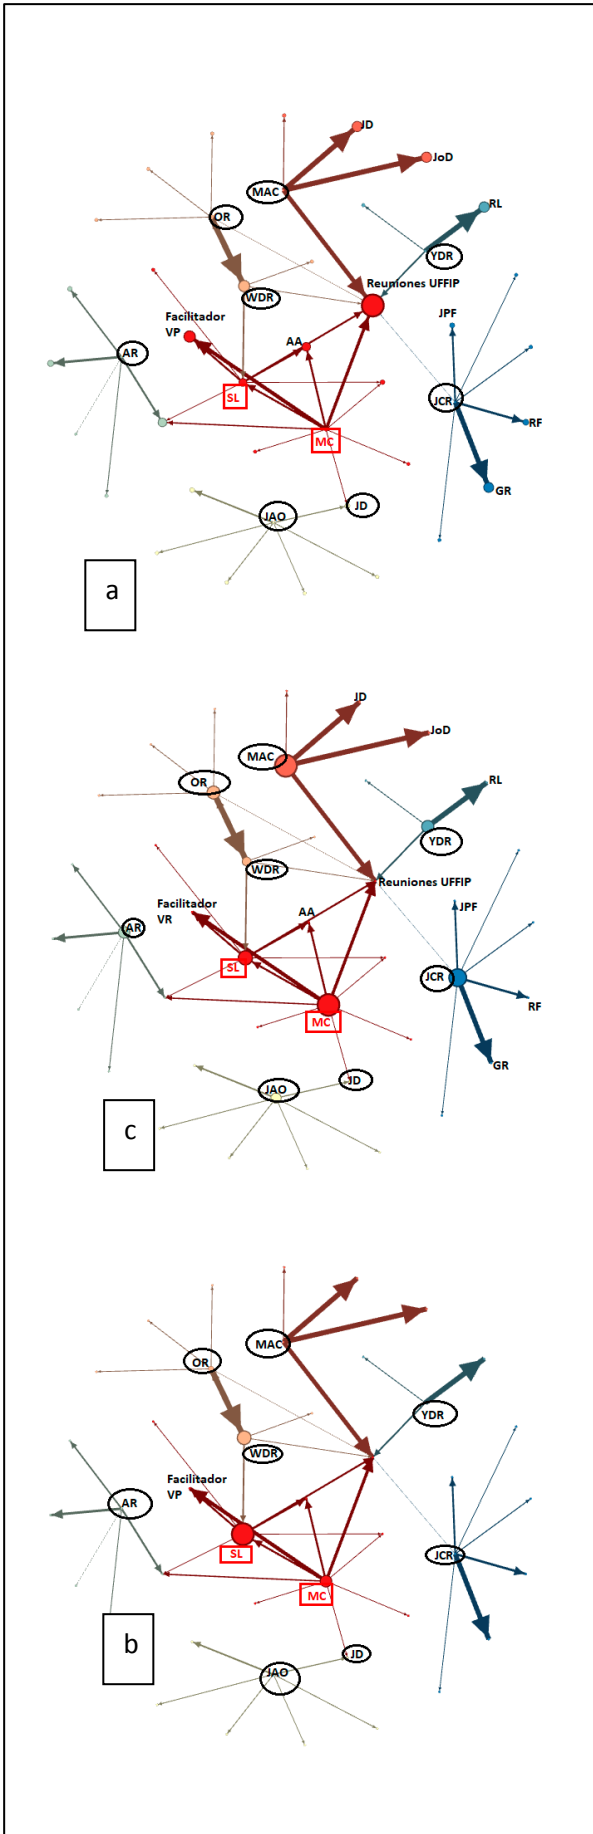 JD
JoD
MAC
RL
OR
YDR
Reuniones UFFIP
WDR
Facilitador
VP
JPF
AA
AR
SL
JCR
RF
MC
GR
JD
JAO
a
JD
JoD
MAC
RL
OR
YDR
WDR
Reuniones UFFIP
Facilitador
VR
AA
JPF
AR
SL
JCR
RF
MC
GR
JD
JAO
c
MAC
OR
YDR
WDR
Facilitador
VP
AR
SL
JCR
MC
b
JD
JAO